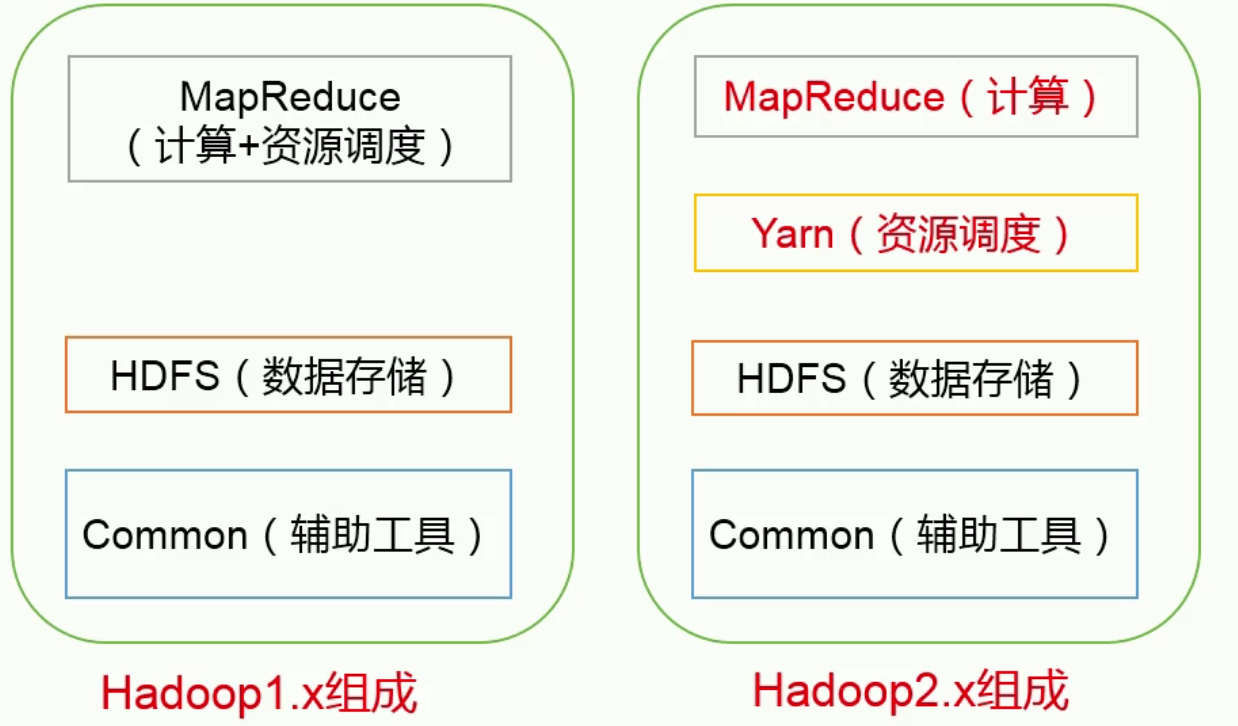 MapReduce
（计算+资源调度）
HDFS（数据存储）
Common（辅助工具）
Hadoop1.x组成
MapReduce（计算）
Yarn（资源调度）
HDFS（数据存储）
Common（辅助工具）
Hadoop2.x组成